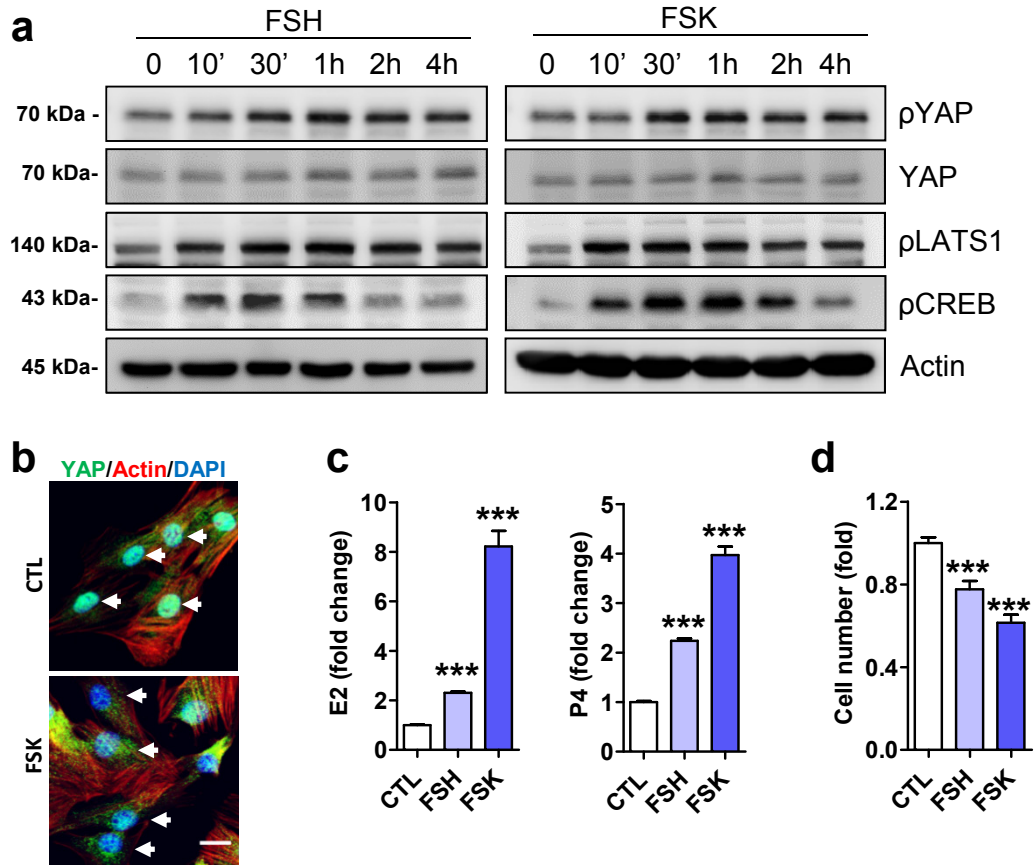 a
FSH
FSK
0 10’ 30’ 1h 2h 4h
0 10’ 30’ 1h 2h 4h
70 kDa -
ρYAP
70 kDa-
YAP
140 kDa-
ρLATS1
43 kDa-
ρCREB
45 kDa-
Actin
b
YAP/Actin/DAPI
CTL
FSK
c
E2 (fold change)
10
8
6
4
2
0
***
***
CTL
FSH
FSK
P4 (fold change)
5
4
3
2
1
0
***
***
CTL
FSH
FSK
d
Cell number (fold)
1.2
0.8
0.4
0.0
***
***
CTL
FSH
FSK